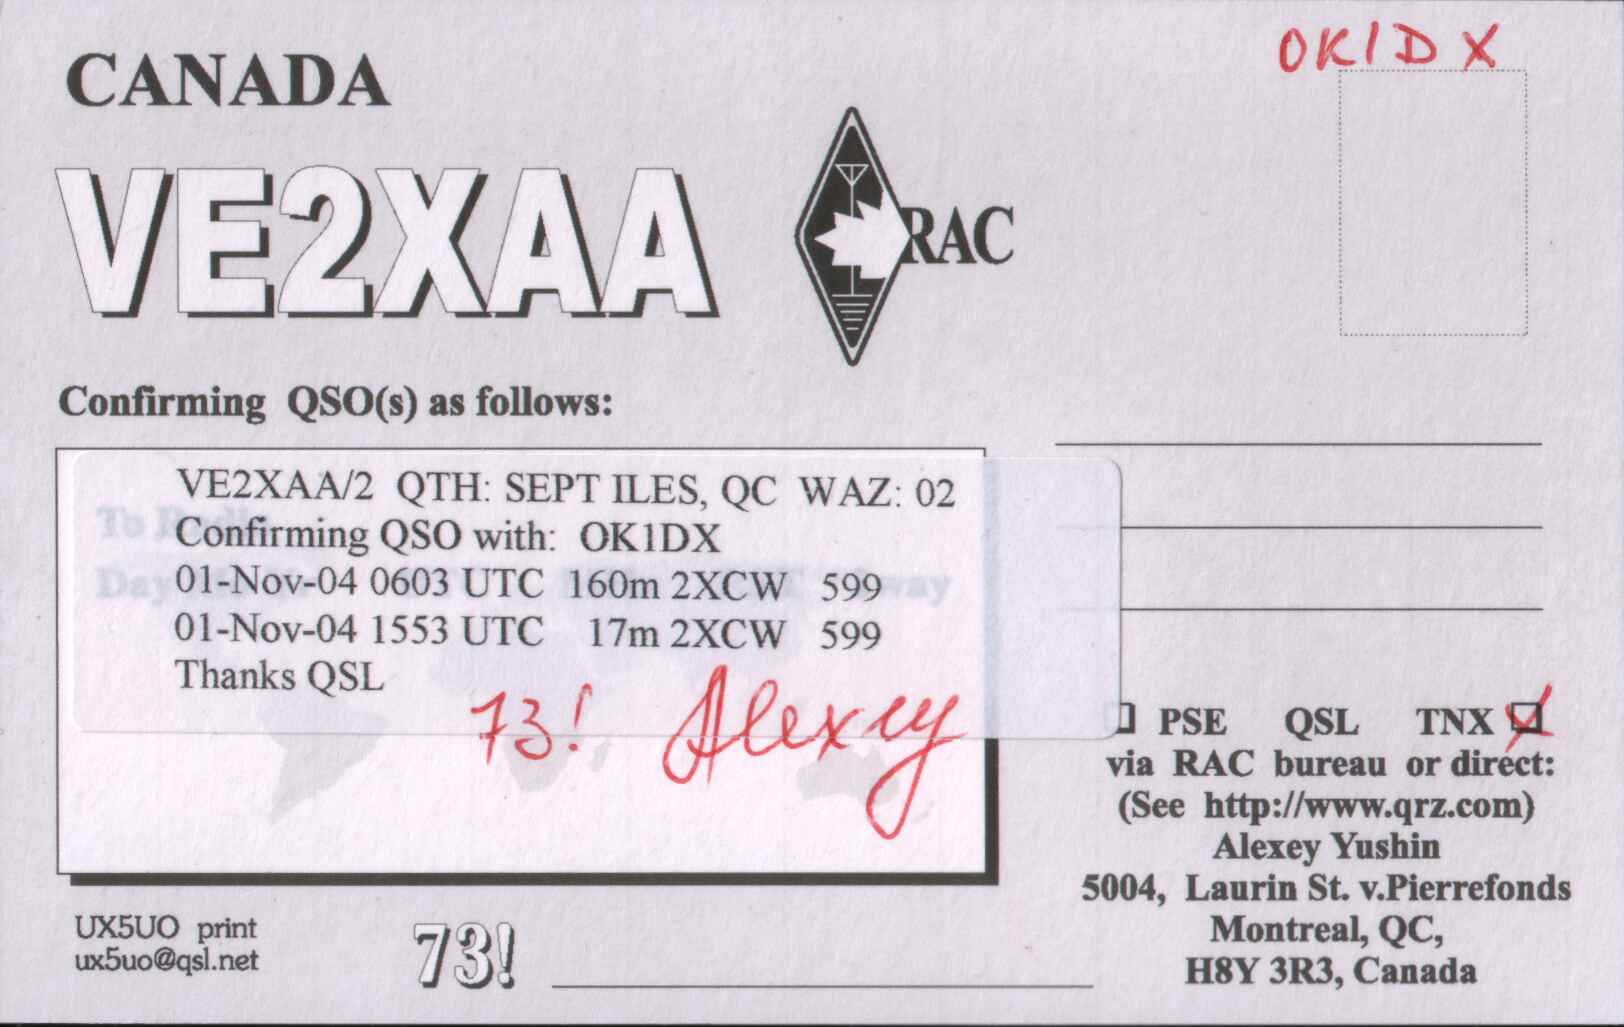 OK1DX
CANADA
VE2XAA
RAC
Confirming QSO(s) as follows:
VE2XAA/2 QTH: SEPT ILES, QC WAZ: 02
Confirming QSO with: OK1DX
01-Nov-04 0603 UTC 160m 2XCW 599
01-Nov-04 1553 UTC 17m 2XCW 599
Thanks QSL
73! Alexey
PSE QSL TNX
via RAC bureau or direct:
(See http://www.qrz.com)
Alexey Yushin
5004, Laurin St. v.Pierrefonds
Montreal, QC,
H8Y 3R3, Canada
UX5UO print
ux5uo@qsl.net
73!